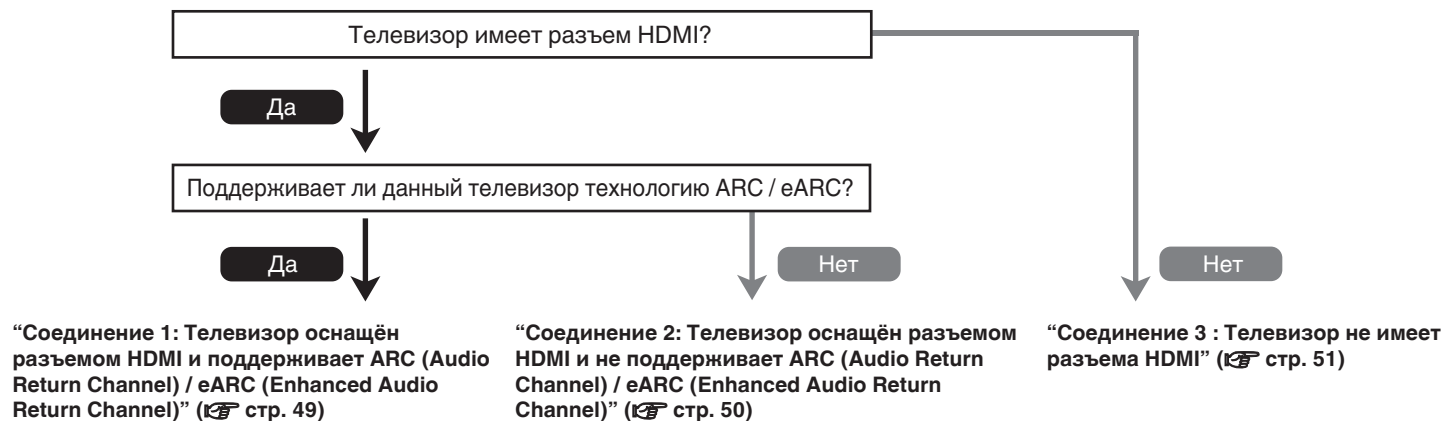 Телевизор имеет разъем HDMI?
Да
Поддерживает ли данный телевизор технологию ARC / eARC?
Да
Нет
Нет
“Соединение 1: Телевизор оснащён
разъемом HDMI и поддерживает ARC (Audio
Return Channel) / eARC (Enhanced Audio
Return Channel)” (☞ стр. 49)
“Соединение 2: Телевизор оснащён разъемом
HDMI и не поддерживает ARC (Audio Return
Channel) / eARC (Enhanced Audio Return
Channel)” (☞ стр. 50)
“Соединение 3 : Телевизор не имеет
разъема HDMI” (☞ стр. 51)